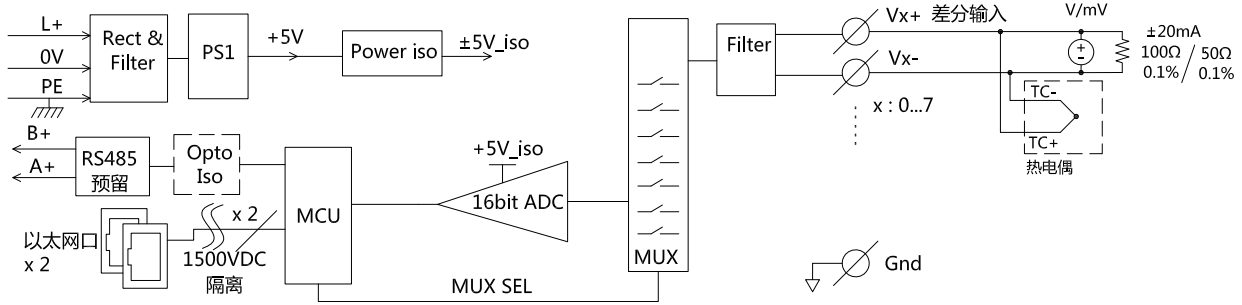 L+
0V
PE
Rect &
Filter
PS1
+5V
Power iso
±5V_iso
B+
A+
RS485
预留
Opto
Iso
以太网口
x 2
x 2
1500VDC
隔离
MCU
+5V_iso
16bit ADC
MUX SEL
MUX
Filter
Vx+
差分输入
Vx-
x : 0...7
V/mV
+
-
±20mA
100Ω
0.1%
/
50Ω
0.1%
TC-
TC+
热电偶
Gnd